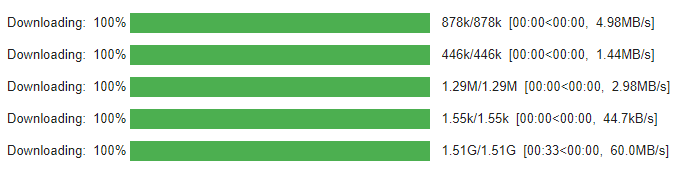 Downloading: 100% 878k/878k [00:00<00:00, 4.98MB/s]
Downloading: 100% 446k/446k [00:00<00:00, 1.44MB/s]
Downloading: 100% 1.29M/1.29M [00:00<00:00, 2.98MB/s]
Downloading: 100% 1.55k/1.55k [00:00<00:00, 44.7kB/s]
Downloading: 100% 1.51G/1.51G [00:33<00:00, 60.0MB/s]